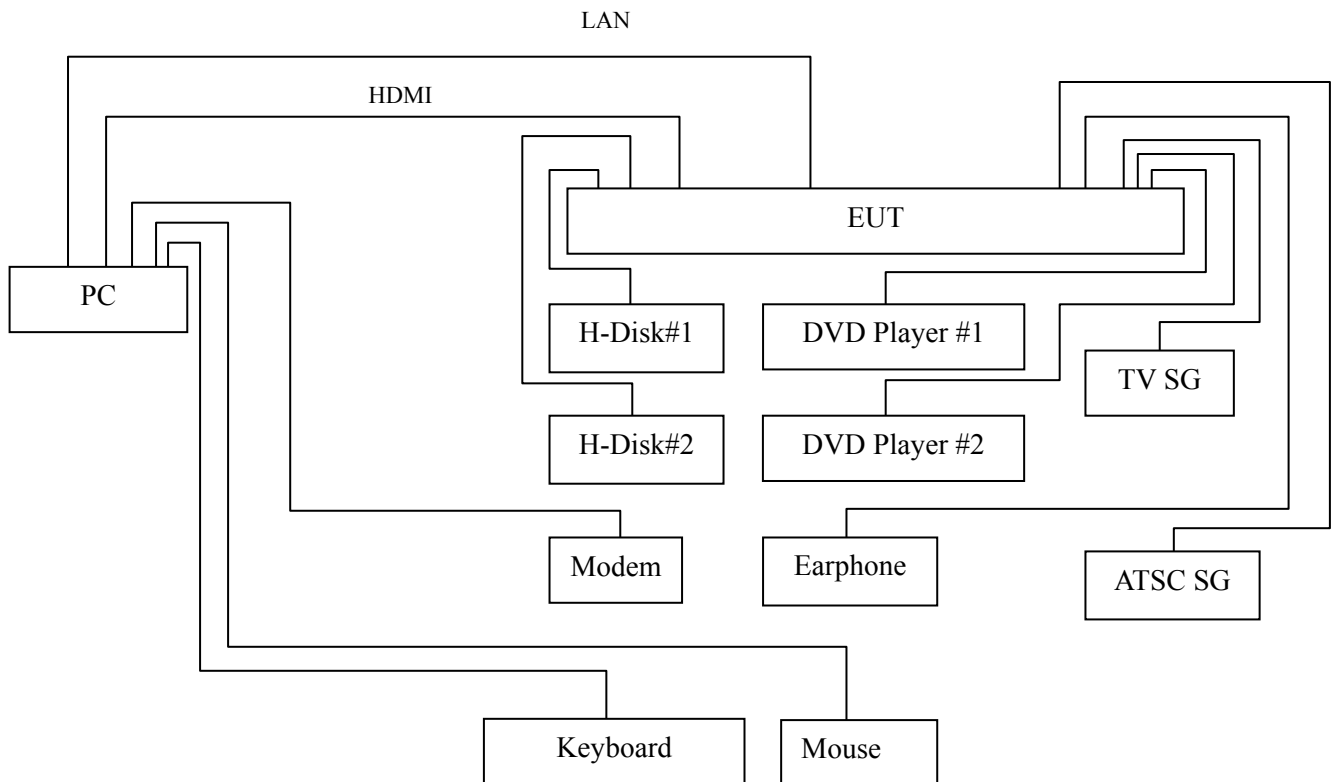 LAN
HDMI
EUT
PC
H-Disk#1
DVD Player #1
TV SG
H-Disk#2
DVD Player #2
Modem
Earphone
ATSC SG
Keyboard
Mouse